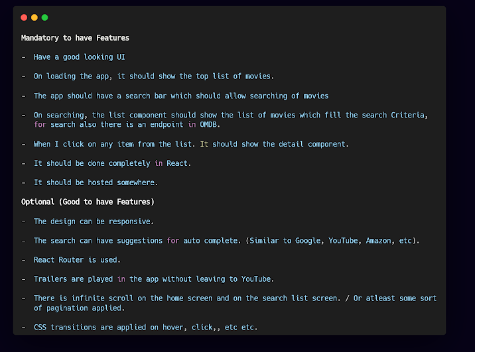 Mandatory to have Features
- Have a good looking UI
- On loading the app, it should show the top list of movies.
- The app should have a search bar which should allow searching of movies
- On searching, the list component should show the list of movies which fill the search Criteria,
for search also there is an endpoint in OMDB.
- When I click on any item from the list. It should show the detail component.
- It should be done completely in React.
- It should be hosted somewhere.
Optional (Good to have Features)
- The design can be responsive.
- The search can have suggestions for auto complete. (Similar to Google, YouTube, Amazon, etc).
- React Router is used.
- Trailers are played in the app without leaving to YouTube.
- There is infinite scroll on the home screen and on the search list screen. / Or atleast some sort
of pagination applied.
- CSS transitions are applied on hover, click,, etc etc.